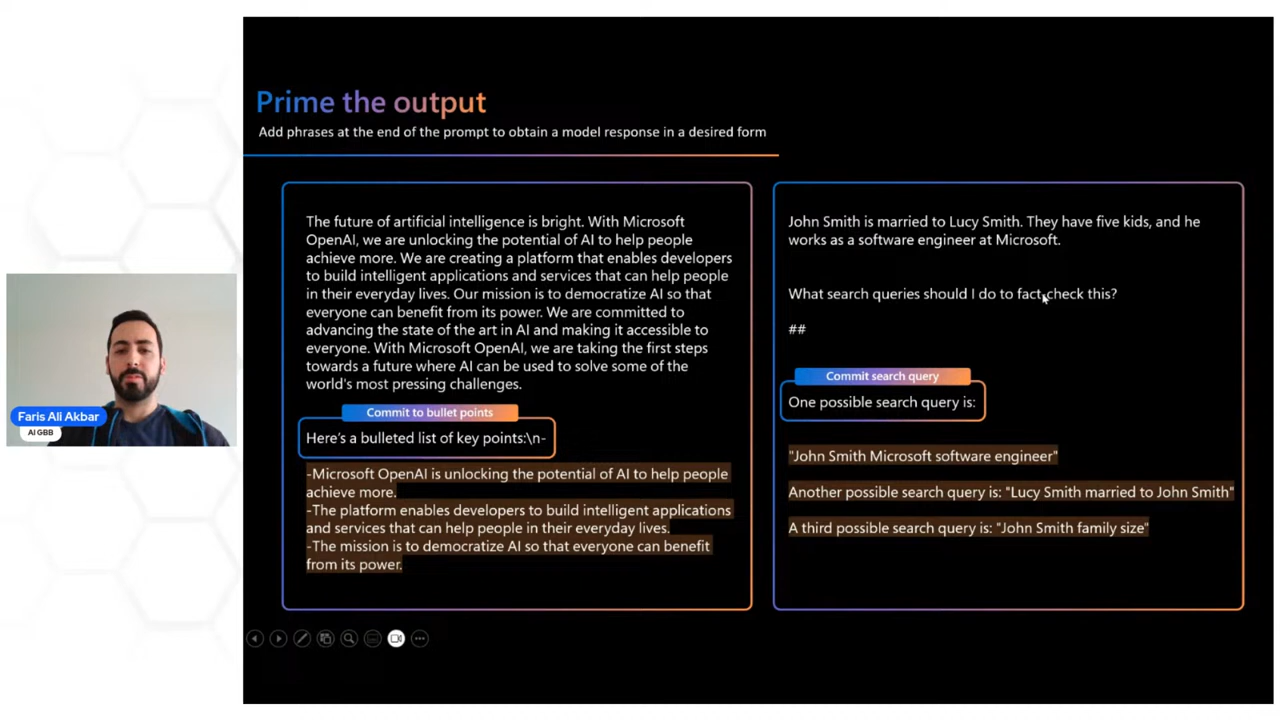 Prime the output
Add phrases at the end of the prompt to obtain a model response in a desired form
The future of artificial intelligence is bright. With Microsoft
OpenAI, we are unlocking the potential of AI to help people
achieve more. We are creating a platform that enables developers
to build intelligent applications and services that can help people
in their everyday lives. Our mission is to democratize AI so that
everyone can benefit from its power. We are committed to
advancing the state of the art in AI and making it accessible to
everyone. With Microsoft OpenAI, we are taking the first steps
towards a future where AI can be used to solve some of the
world's most pressing challenges.
Commit to bullet points
Here's a bulleted list of key points:\n-
-Microsoft OpenAI is unlocking the potential of AI to help people
achieve more.
-The platform enables developers to build intelligent applications
and services that can help people in their everyday lives.
-The mission is to democratize AI so that everyone can benefit
from its power.
John Smith is married to Lucy Smith. They have five kids, and he
works as a software engineer at Microsoft.
What search queries should I do to fact-check this?
##
Commit search query
One possible search query is:
"John Smith Microsoft software engineer"
Another possible search query is: "Lucy Smith married to John Smith"
A third possible search query is: "John Smith family size"
Faris Ali Akbar
AI GBB